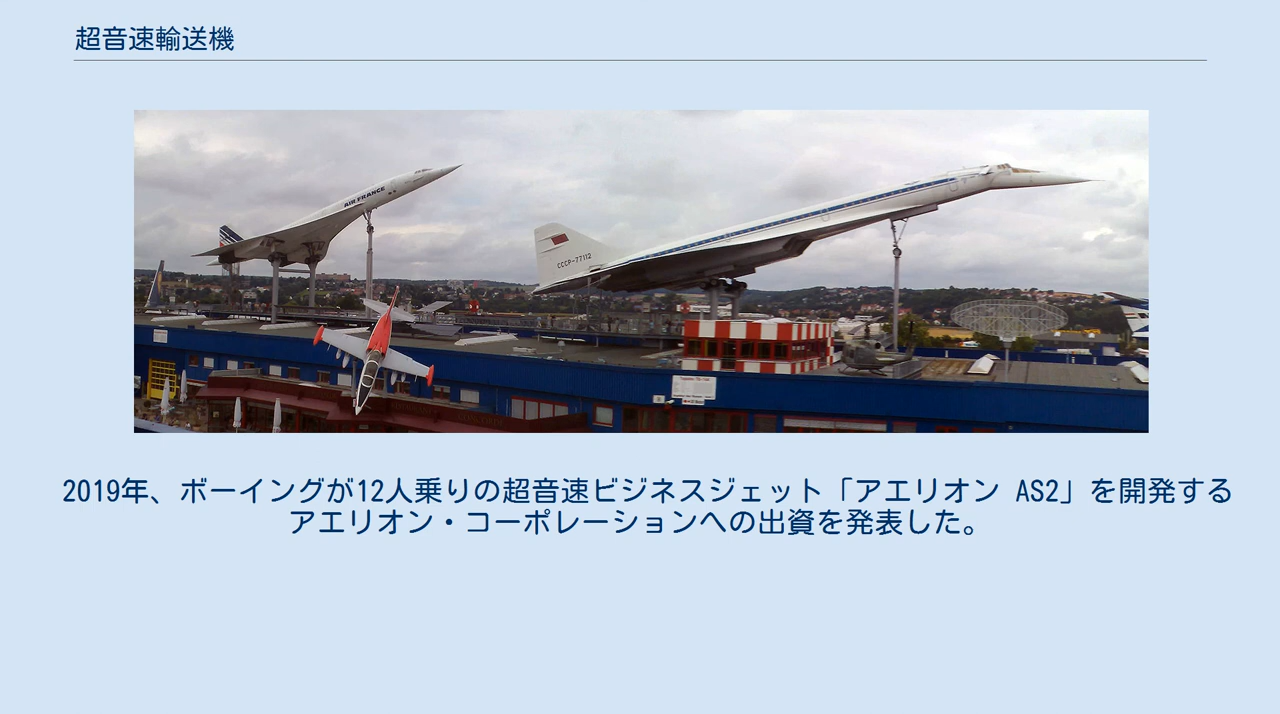 超音速輸送機
AIR FRANCE
CCCP-77112
2019年、ボーイングが12人乗りの超音速ビジネスジェット「アエリオン AS2」を開発する
アエリオン・コーポレーションへの出資を発表した。